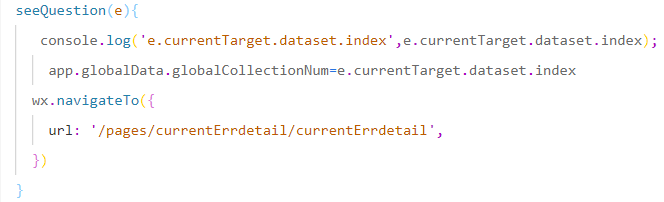 seeQuestion(e){
console.log('e.currentTarget.dataset.index',e.currentTarget.dataset.index);
app.globalData.globalCollectionNum=e.currentTarget.dataset.index
wx.navigateTo({
url: '/pages/currentErrdetail/currentErrdetail',
})
}